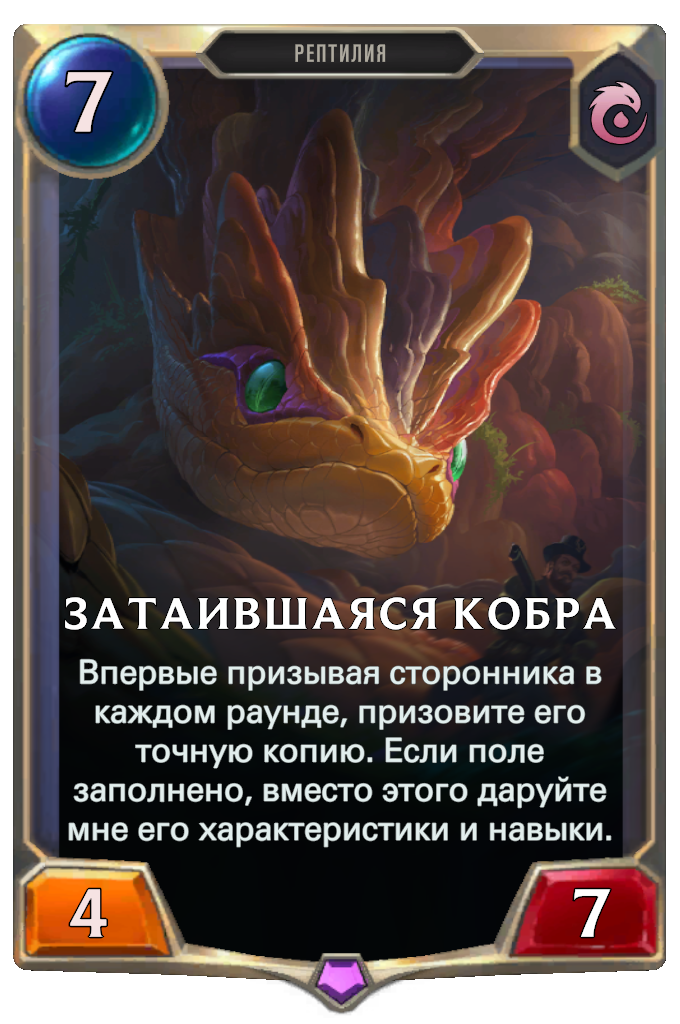 РЕПТИЛИЯ
7
ЗАТАИВШАЯСЯ КОБРА
Впервые призывая сторонника в
каждом раунде, призовите его
точную копию. Если поле
заполнено, вместо этого даруйте
мне его характеристики и навыки.
4
7